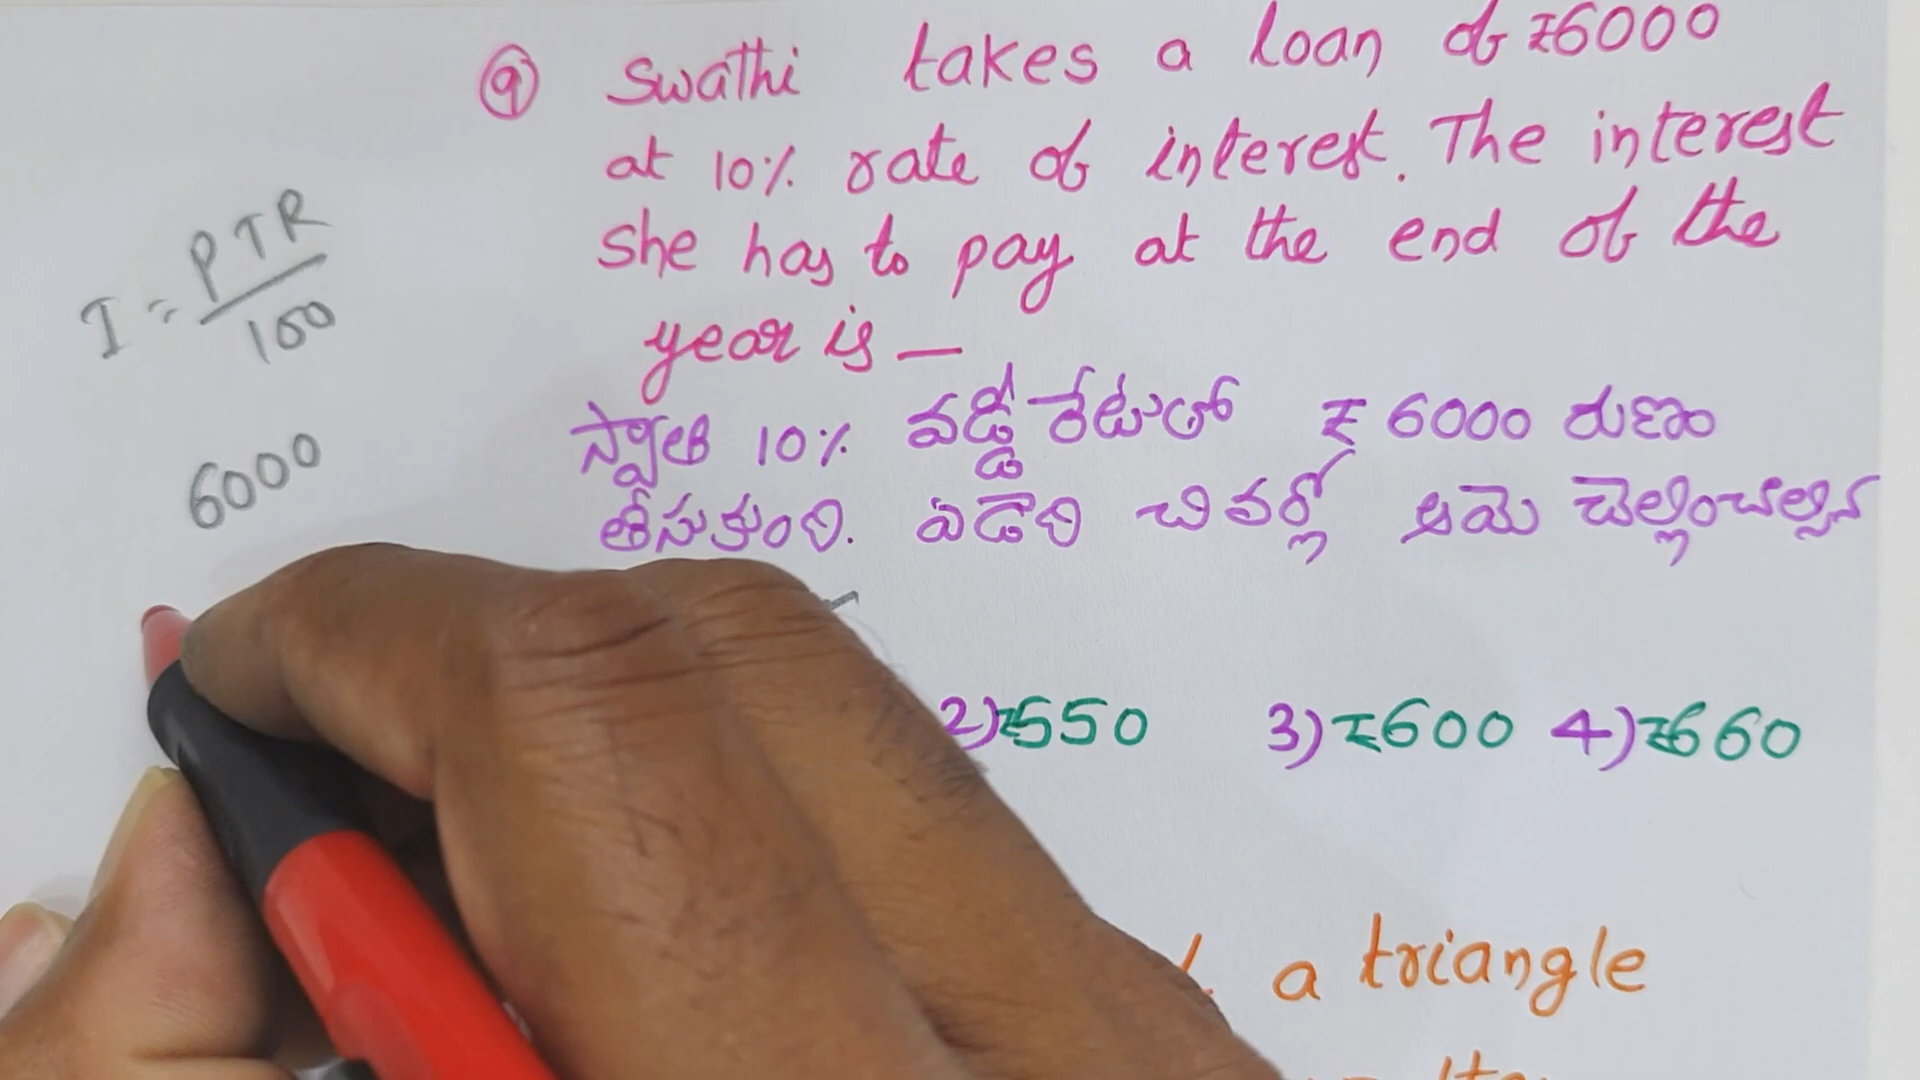 9 Swathi takes a loan of ₹6000
at 10% rate of interest. The interest
she has to pay at the end of the
year is —
స్వాతి 10% వడ్డీ రేటుతో ₹ 6000 రుణం
తీసుకుంది. ఏడాది చివర్లో ఆమె చెల్లించాల్సిన
2) ₹550 3) ₹600 4) ₹660
a triangle
I = PTR
100
6000